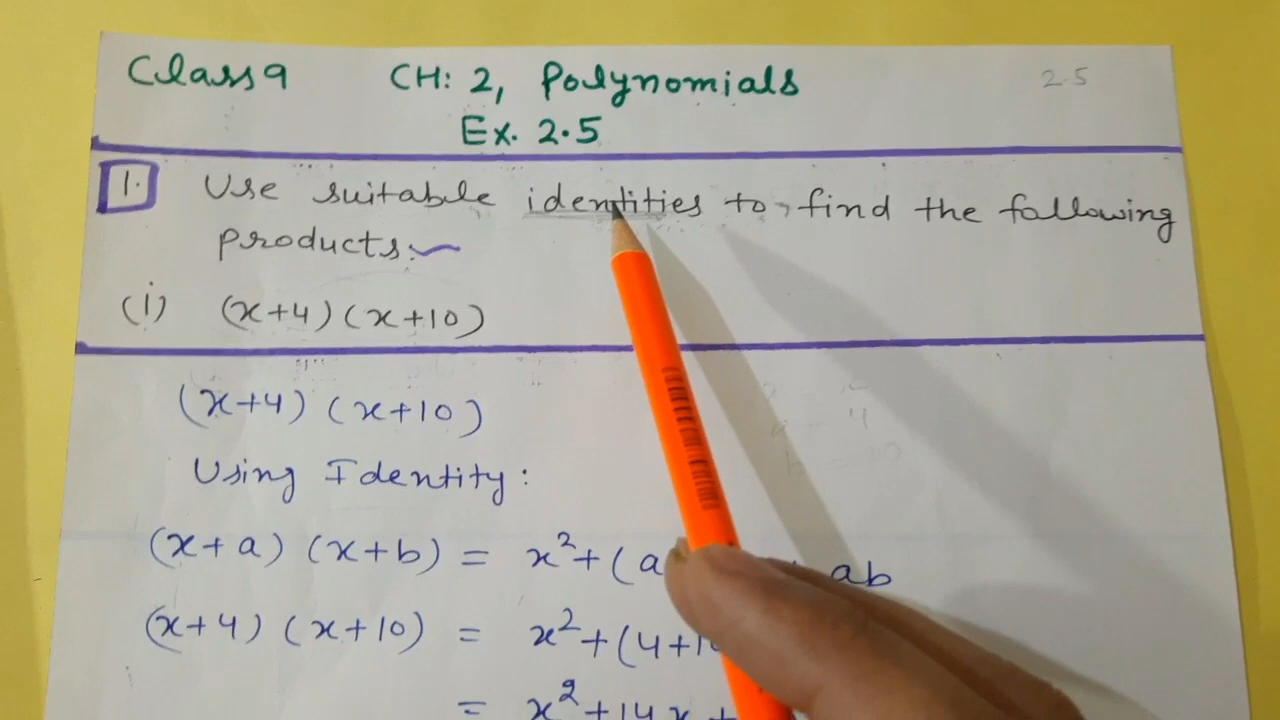 Class 9 CH: 2, Polynomials 2.5
Ex. 2.5
1. Use suitable identities to find the following
products:
(i) (x+4)(x+10)
(x+4) (x+10)
Using Identity:
(x+a) (x+b) = x²+(a ab
(x+4) (x+10) = x²+(4+1
= x²+14x+